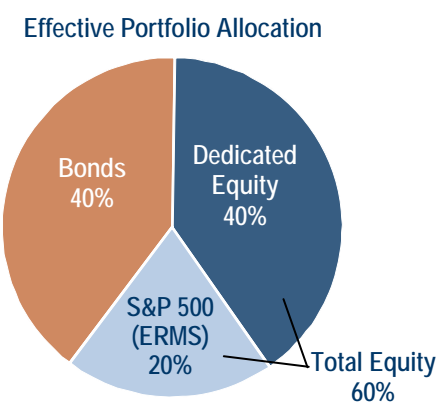 Effective Portfolio Allocation
Bonds
40%
Dedicated
Equity
40%
S&P 500
(ERMS)
20%
Total Equity
60%